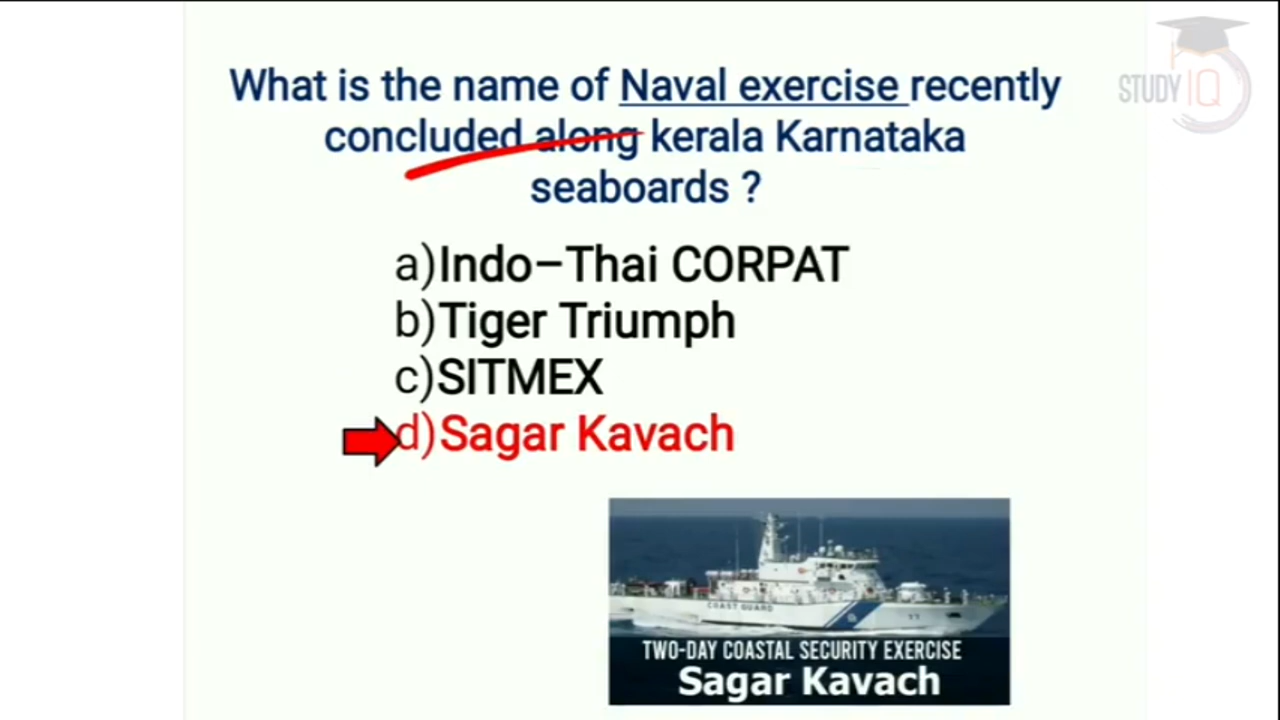 What is the name of Naval exercise recently
concluded along kerala Karnataka
seaboards ?
a)Indo–Thai CORPAT
b)Tiger Triumph
c)SITMEX
d)Sagar Kavach
STUDY IQ
COAST GUARD
11
TWO-DAY COASTAL SECURITY EXERCISE
Sagar Kavach